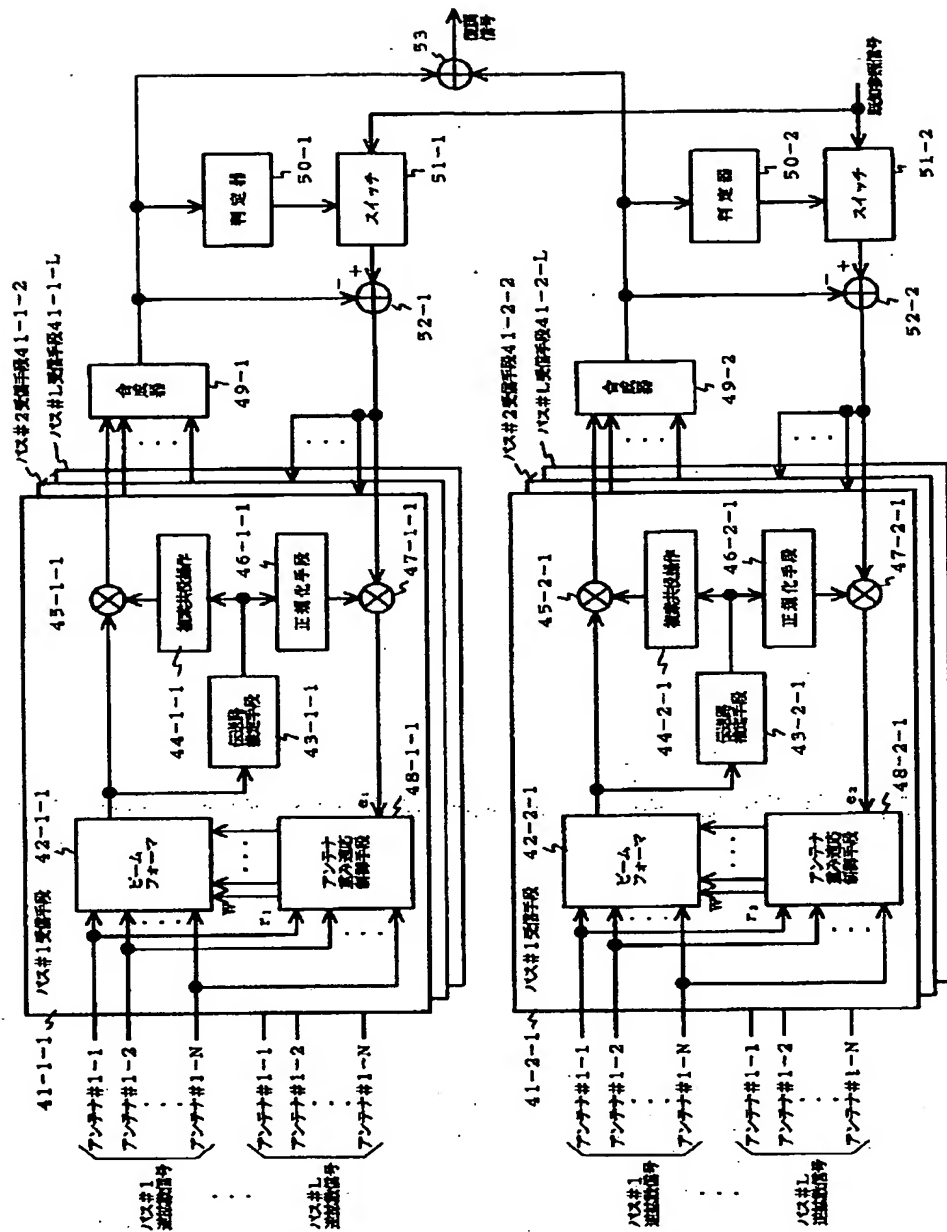 パス#1受信手段
41-1-1
42-1-1
ビーム
フォーマ
W
r₁
アンテナ
重み適応
制御手段
48-1-1
e₁
43-1-1
伝送路
推定手段
44-1-1
複素共役操作
45-1-1
46-1-1
正規化手段
47-1-1
パス#2受信手段41-1-2
パス#L受信手段41-1-L
合成器
49-1
判定器
50-1
スイッチ
51-1
+
-
52-1
53
復調
信号
パス#1
逆拡散信号
アンテナ#1-1
アンテナ#1-2
アンテナ#1-N
パス#L
逆拡散信号
アンテナ#1-1
アンテナ#1-2
アンテナ#1-N
パス#1受信手段
41-2-1
42-2-1
ビーム
フォーマ
W
r₂
アンテナ
重み適応
制御手段
48-2-1
e₂
43-2-1
伝送路
推定手段
44-2-1
複素共役操作
45-2-1
46-2-1
正規化手段
47-2-1
パス#2受信手段41-2-2
パス#L受信手段41-2-L
合成器
49-2
判定器
50-2
スイッチ
51-2
+
-
52-2
既知参照信号
パス#1
逆拡散信号
アンテナ#1-1
アンテナ#1-2
アンテナ#1-N
パス#L
逆拡散信号
アンテナ#1-1
アンテナ#1-2
アンテナ#1-N